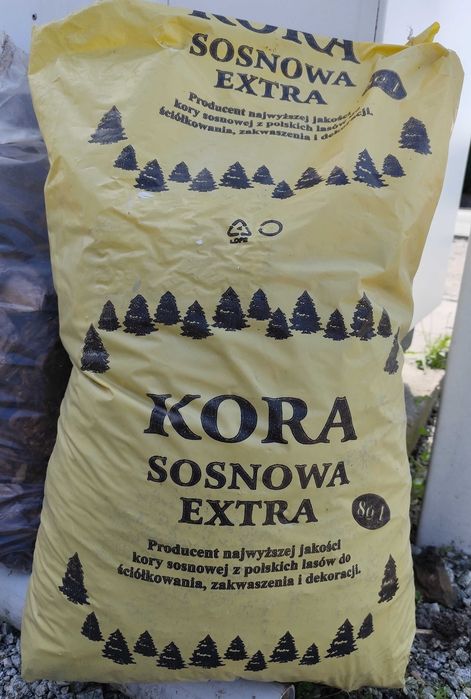 KORA
SOSNOWA
EXTRA
Producent najwyższej jakości
kory sosnowej z polskich lasów do
ściółkowania, zakwaszenia i dekoracji.
LDPE
KORA
SOSNOWA
EXTRA
80 l
Producent najwyższej jakości
kory sosnowej z polskich lasów do
ściółkowania, zakwaszenia i dekoracji.